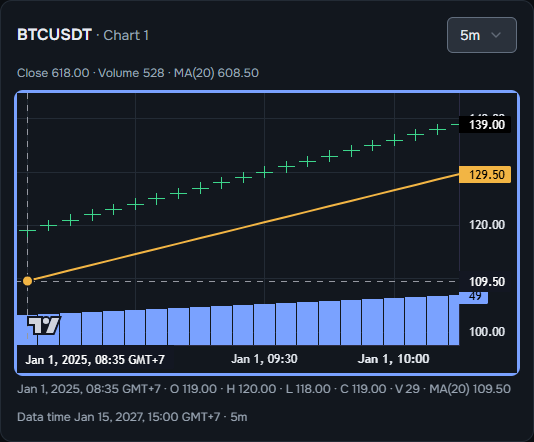 BTCUSDT · Chart 1
5m
Close 618.00 · Volume 528 · MA(20) 608.50
139.00
129.50
120.00
109.50
49
100.00
Jan 1, 2025, 08:35 GMT+7
Jan 1, 09:30
Jan 1, 10:00
Jan 1, 2025, 08:35 GMT+7 · O 119.00 · H 120.00 · L 118.00 · C 119.00 · V 29 · MA(20) 109.50
Data time Jan 15, 2027, 15:00 GMT+7 · 5m